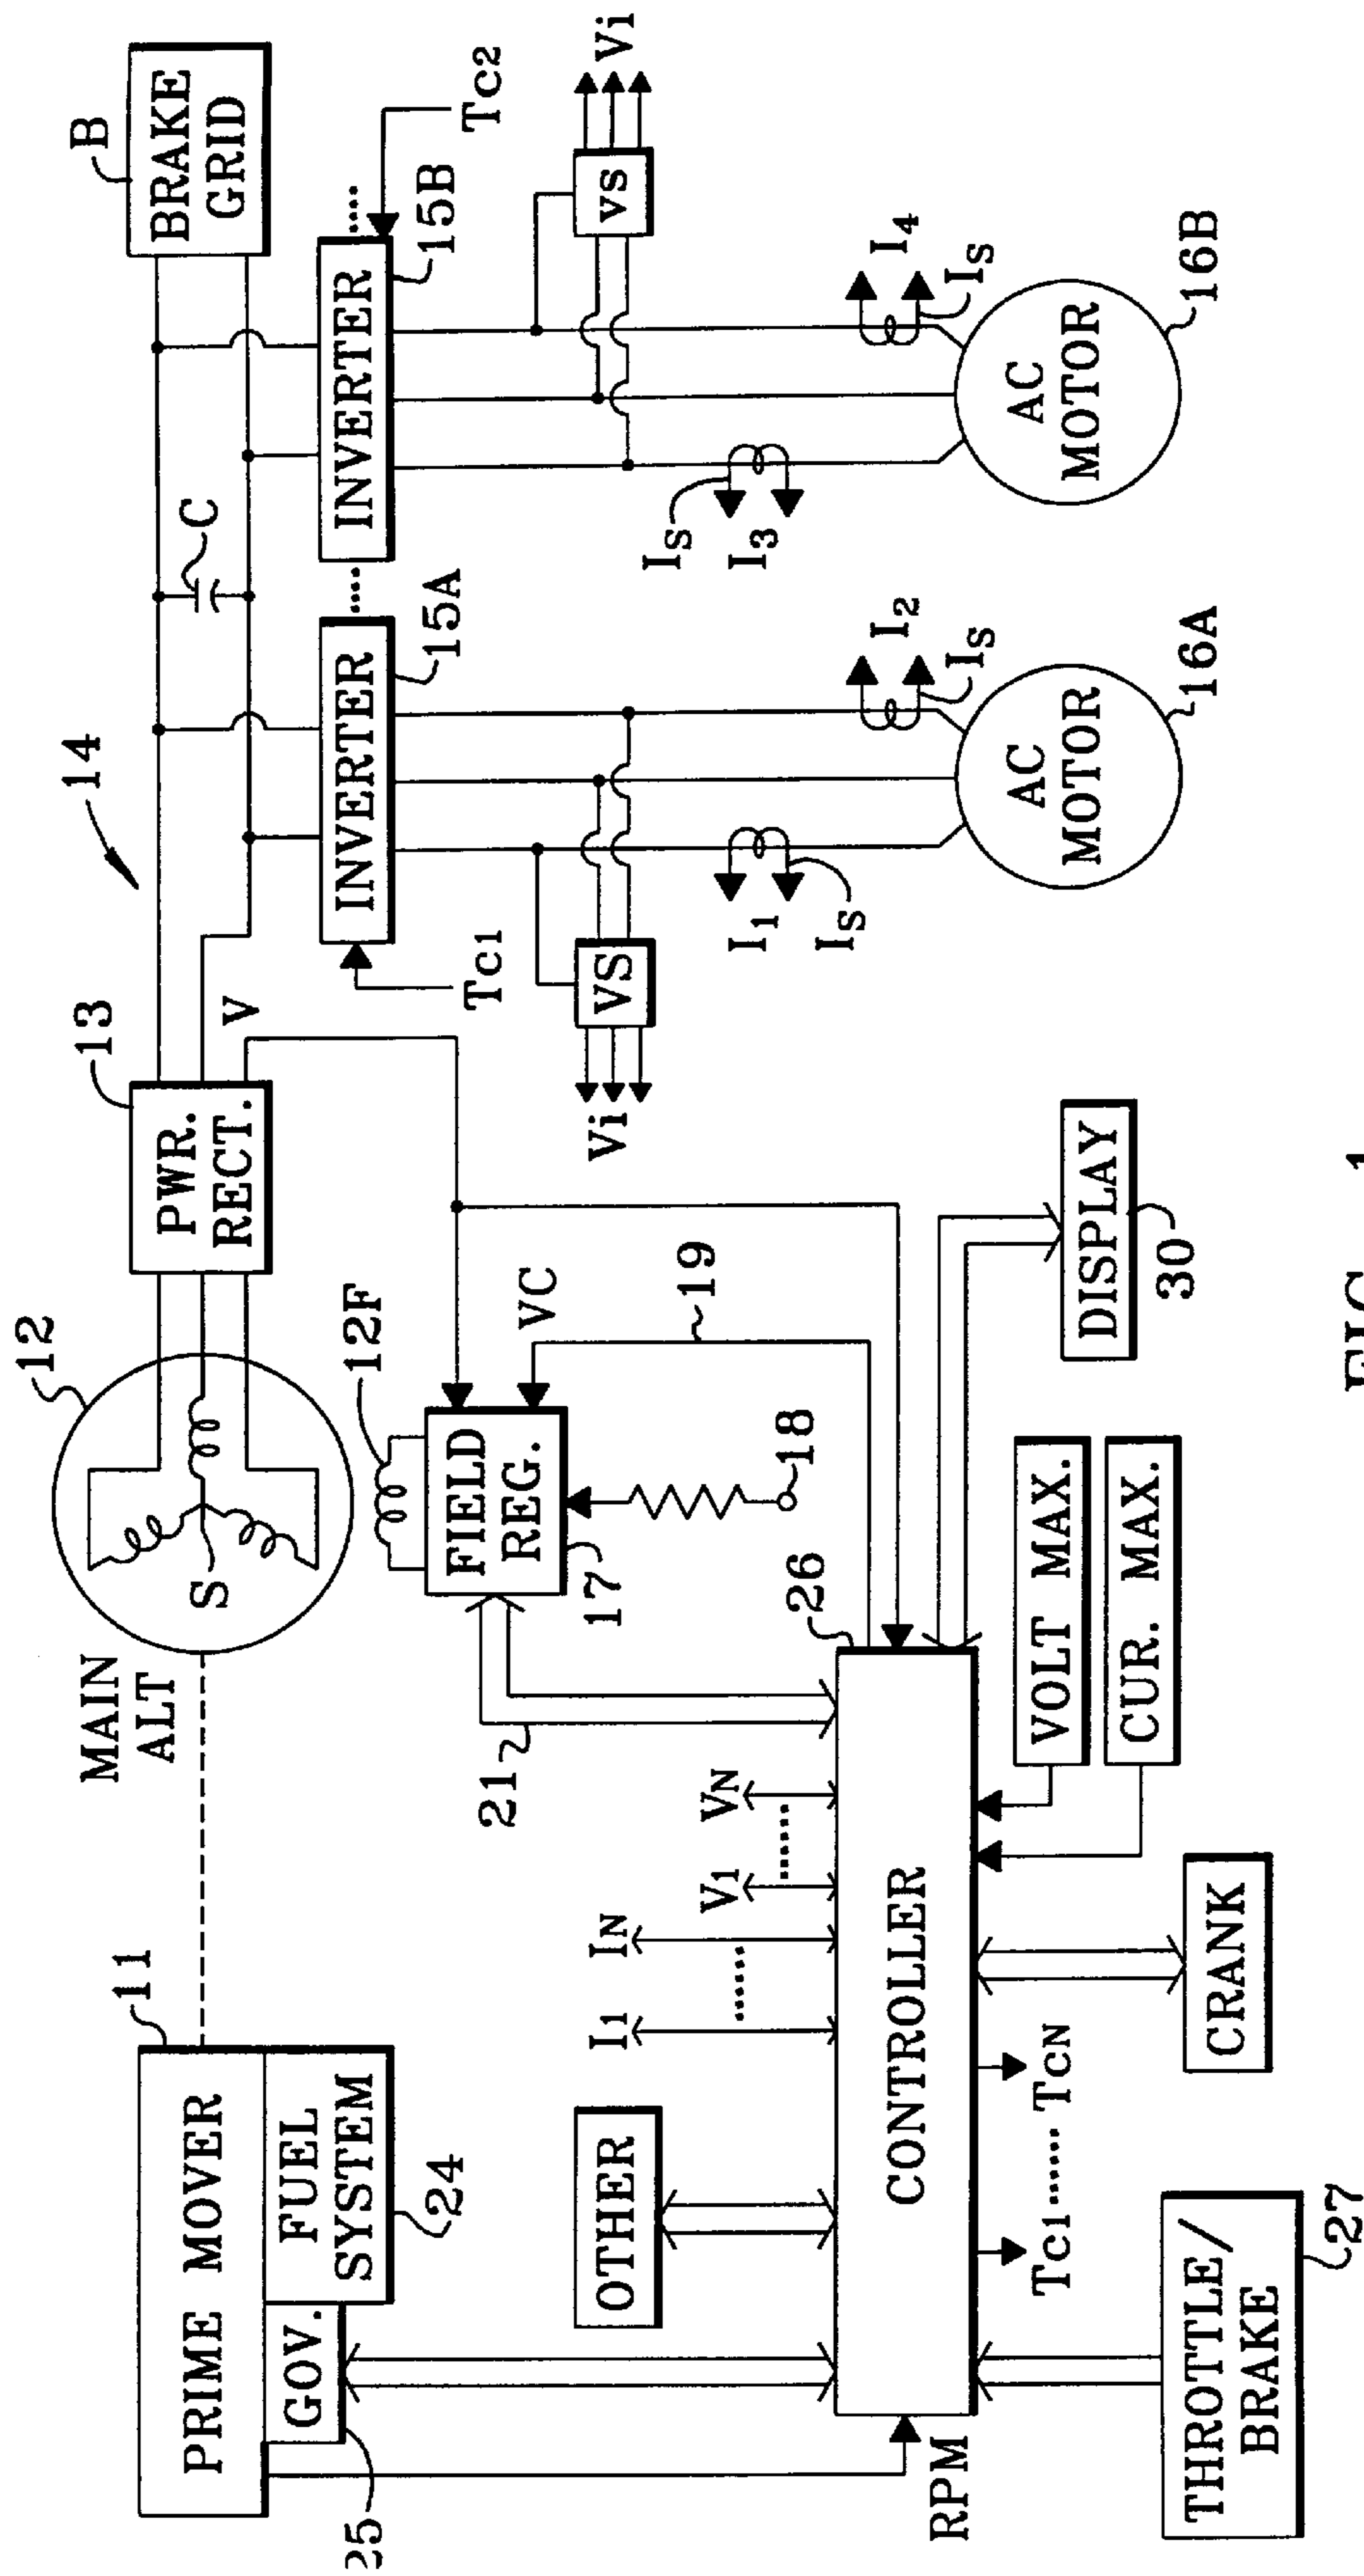 11
PRIME MOVER
GOV.
FUEL
SYSTEM
24
25
MAIN
ALT
12
S
13
PWR.
RECT.
V
14
C
B
BRAKE
GRID
INVERTER
15A
INVERTER
15B
Tc1
Tc2
VS
Vi
VS
Vi
I1
IS
I2
IS
IS
I3
I4
IS
AC
MOTOR
16A
AC
MOTOR
16B
12F
FIELD
REG.
17
VC
18
19
21
OTHER
I1
IN
V1
VN
26
CONTROLLER
RPM
Tc1...... TcN
THROTTLE/
BRAKE
27
CRANK
VOLT MAX.
CUR. MAX.
DISPLAY
30